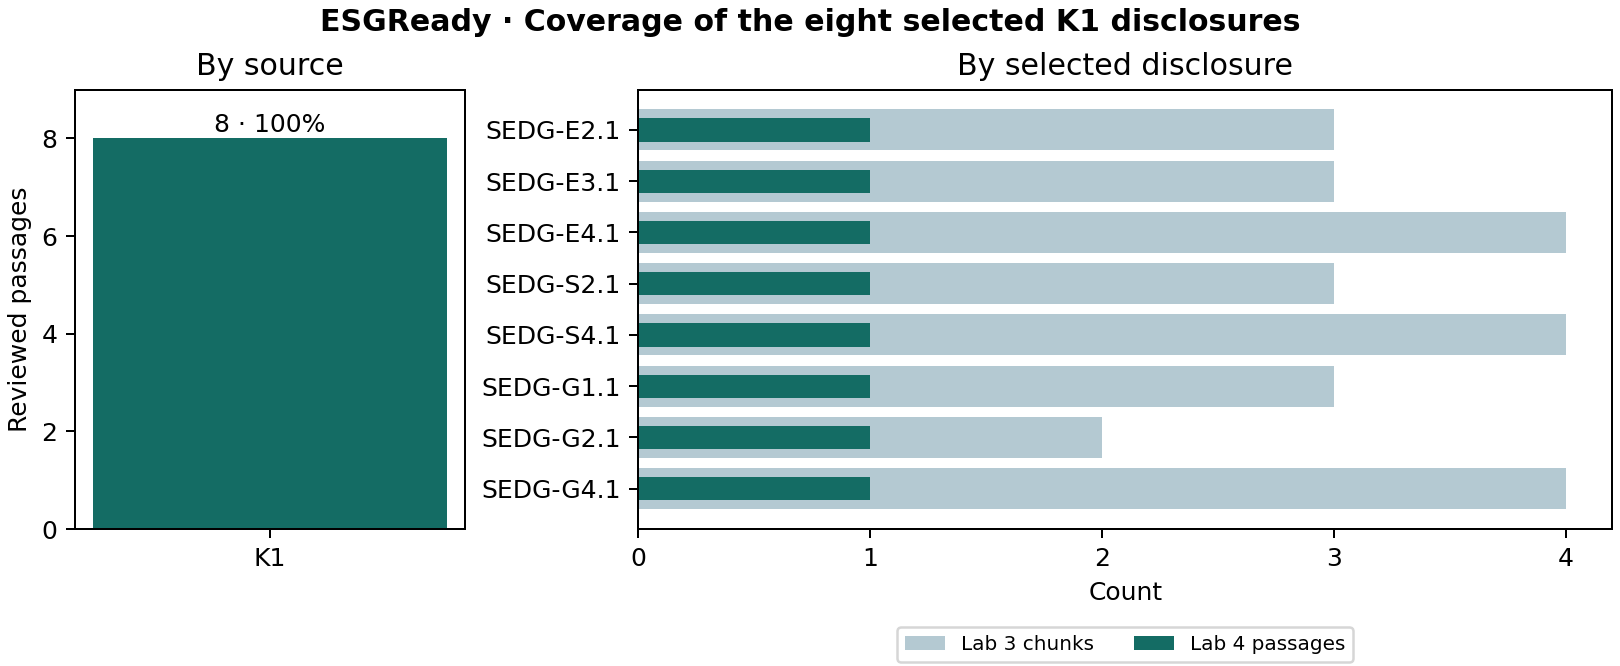 ESGReady · Coverage of the eight selected K1 disclosures
By source
8 · 100%
Reviewed passages
8
6
4
2
0
K1
By selected disclosure
SEDG-E2.1
SEDG-E3.1
SEDG-E4.1
SEDG-S2.1
SEDG-S4.1
SEDG-G1.1
SEDG-G2.1
SEDG-G4.1
0 1 2 3 4
Count
Lab 3 chunks Lab 4 passages